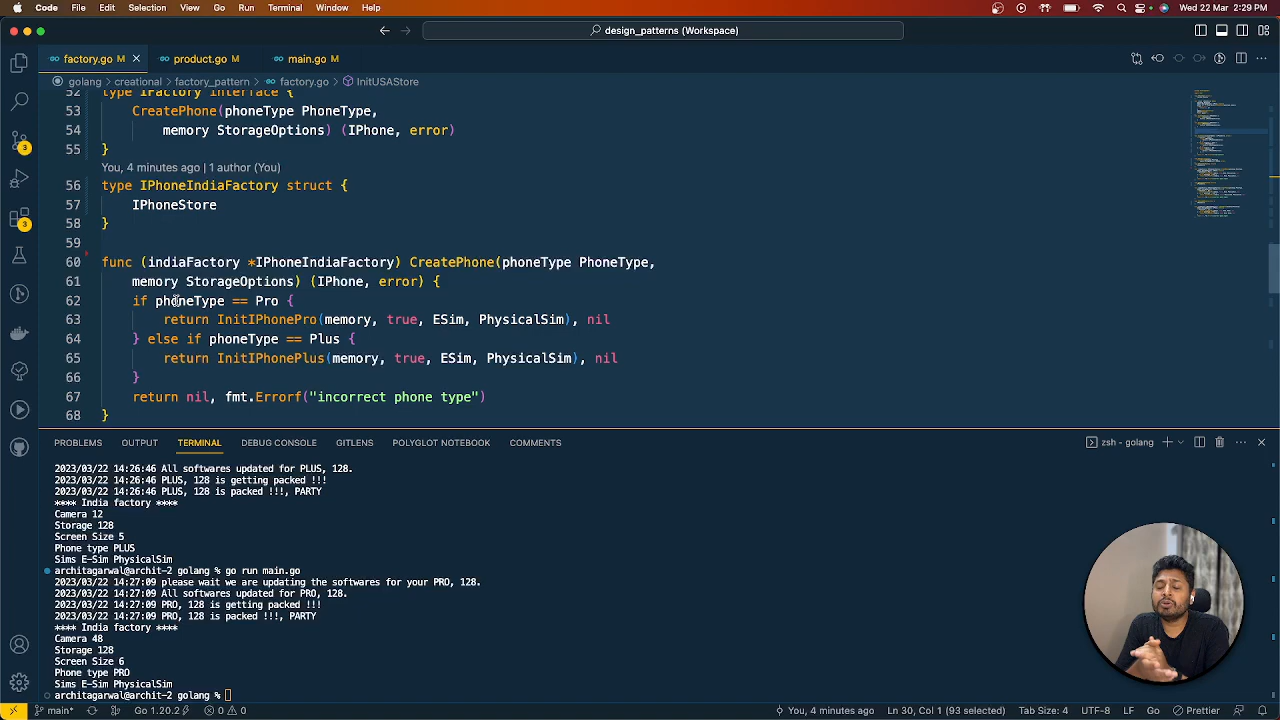 Code File Edit Selection View Go Run Terminal Window Help
Wed 22 Mar 2:29 PM
design_patterns (Workspace)
factory.go M
product.go M
main.go M
golang > creational > factory_pattern > factory.go > InitUSAStore
52 type IFactory interface {
53 CreatePhone(phoneType PhoneType,
54 memory StorageOptions) (IPhone, error)
55 }
You, 4 minutes ago | 1 author (You)
56 type IPhoneIndiaFactory struct {
57 IPhoneStore
58 }
59
60 func (indiaFactory *IPhoneIndiaFactory) CreatePhone(phoneType PhoneType,
61 memory StorageOptions) (IPhone, error) {
62 if phoneType == Pro {
63 return InitIPhonePro(memory, true, ESim, PhysicalSim), nil
64 } else if phoneType == Plus {
65 return InitIPhonePlus(memory, true, ESim, PhysicalSim), nil
66 }
67 return nil, fmt.Errorf("incorrect phone type")
68 }
3
3
PROBLEMS OUTPUT TERMINAL DEBUG CONSOLE GITLENS POLYGLOT NOTEBOOK COMMENTS
zsh - golang
2023/03/22 14:26:46 All softwares updated for PLUS, 128.
2023/03/22 14:26:46 PLUS, 128 is getting packed !!!
2023/03/22 14:26:46 PLUS, 128 is packed !!!, PARTY
**** India factory ****
Camera 12
Storage 128
Screen Size 5
Phone type PLUS
Sims E-Sim PhysicalSim
architagarwal@archit-2 golang % go run main.go
2023/03/22 14:27:09 please wait we are updating the softwares for your PRO, 128.
2023/03/22 14:27:09 All softwares updated for PRO, 128.
2023/03/22 14:27:09 PRO, 128 is getting packed !!!
2023/03/22 14:27:09 PRO, 128 is packed !!!, PARTY
**** India factory ****
Camera 48
Storage 128
Screen Size 6
Phone type PRO
Sims E-Sim PhysicalSim
architagarwal@archit-2 golang %
main* Go 1.20.2 0 0 You, 4 minutes ago Ln 30, Col 1 (93 selected) Tab Size: 4 UTF-8 LF Go Prettier